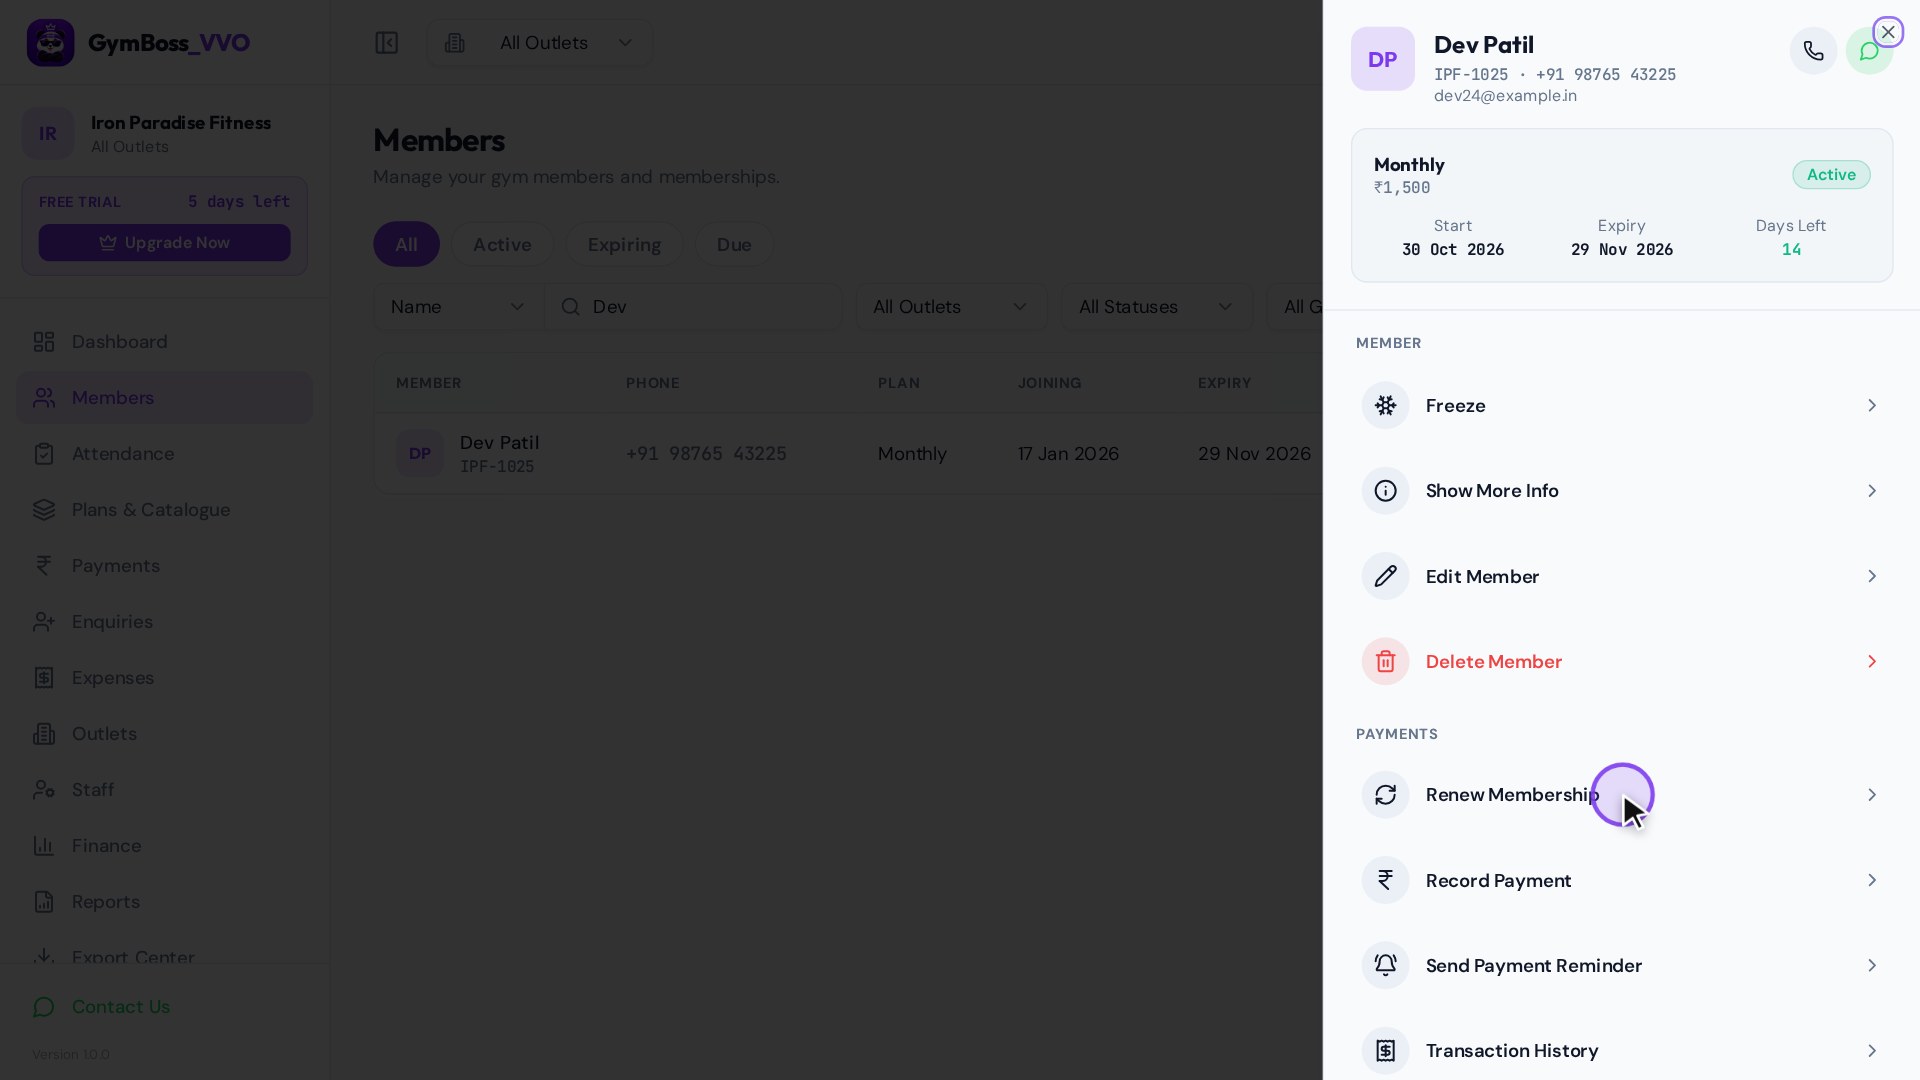 GymBoss_VVO
All Outlets
IR
Iron Paradise Fitness
All Outlets
FREE TRIAL
5 days left
Upgrade Now
Dashboard
Members
Attendance
Plans & Catalogue
Payments
Enquiries
Expenses
Outlets
Staff
Finance
Reports
Export Center
Contact Us
Version 1.0.0
Members
Manage your gym members and memberships.
All
Active
Expiring
Due
Name
Dev
All Outlets
All Statuses
All G
MEMBER
PHONE
PLAN
JOINING
EXPIRY
DP
Dev Patil
IPF-1025
+91 98765 43225
Monthly
17 Jan 2026
29 Nov 2026
DP
Dev Patil
IPF-1025 · +91 98765 43225
dev24@example.in
Monthly
₹1,500
Active
Start
Expiry
Days Left
30 Oct 2026
29 Nov 2026
14
MEMBER
Freeze
Show More Info
Edit Member
Delete Member
PAYMENTS
Renew Membership
Record Payment
Send Payment Reminder
Transaction History